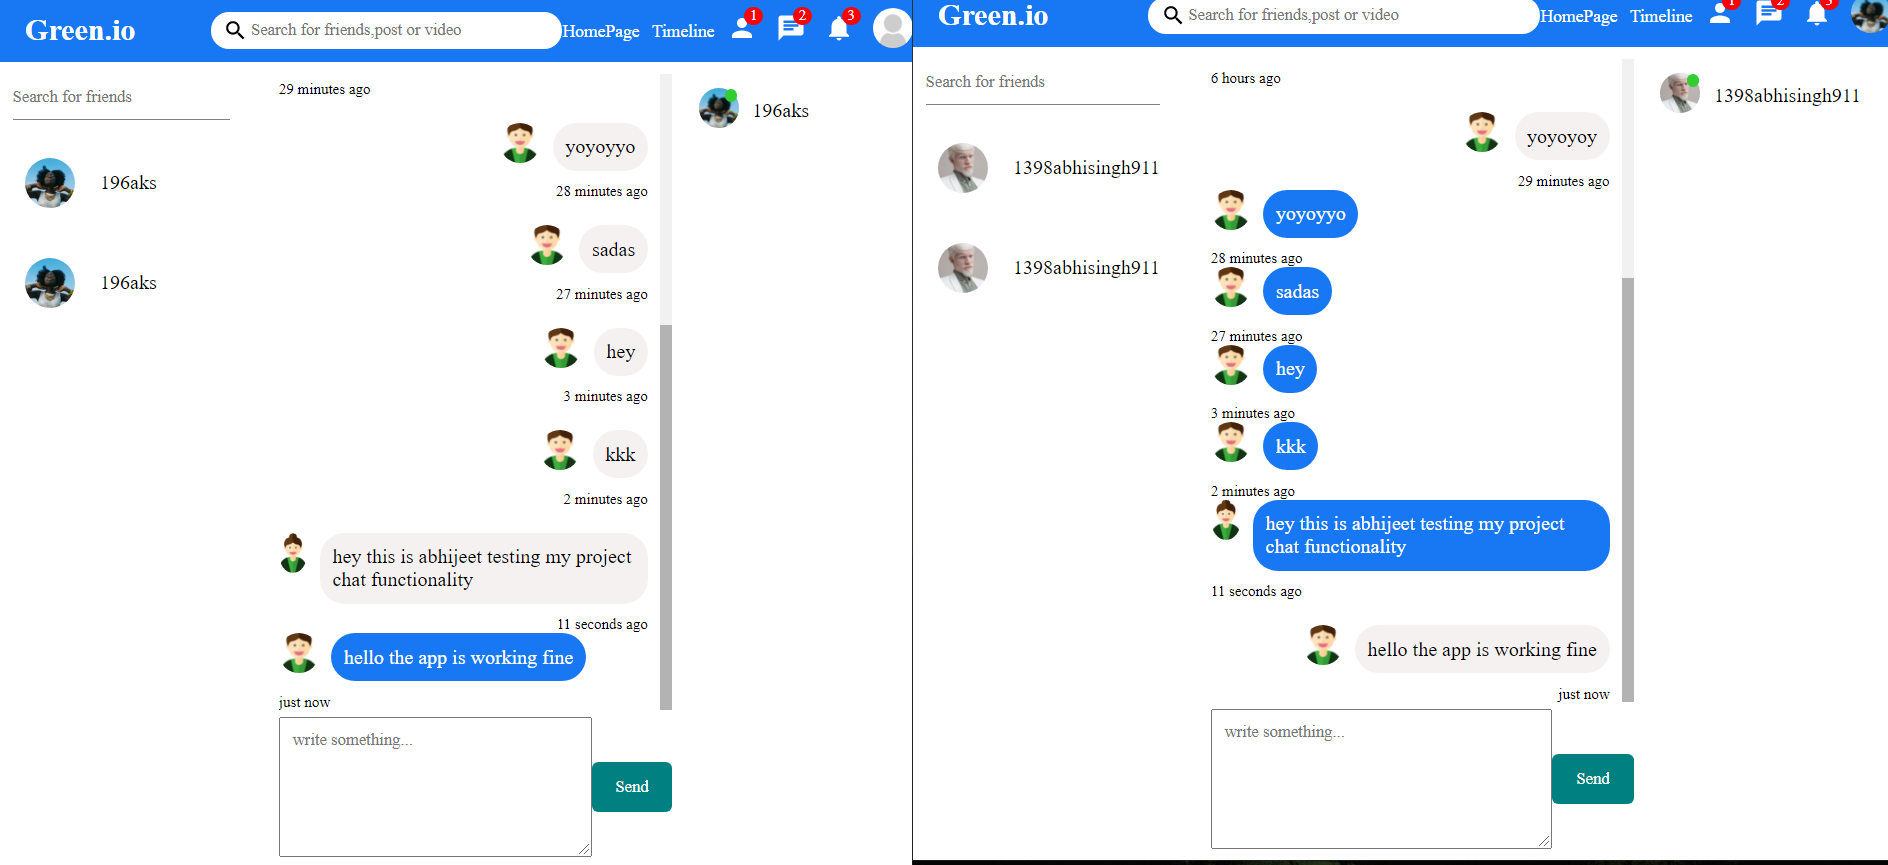 Green.io
Search for friends,post or video
HomePage
Timeline
1
2
3
Search for friends
196aks
196aks
29 minutes ago
yoyoyyo
28 minutes ago
sadas
27 minutes ago
hey
3 minutes ago
kkk
2 minutes ago
hey this is abhijeet testing my project
chat functionality
11 seconds ago
hello the app is working fine
just now
write something...
Send
196aks
Green.io
Search for friends,post or video
HomePage
Timeline
1
2
3
Search for friends
1398abhisingh911
1398abhisingh911
6 hours ago
yoyoyoy
29 minutes ago
yoyoyyo
28 minutes ago
sadas
27 minutes ago
hey
3 minutes ago
kkk
2 minutes ago
hey this is abhijeet testing my project
chat functionality
11 seconds ago
hello the app is working fine
just now
write something...
Send
1398abhisingh911